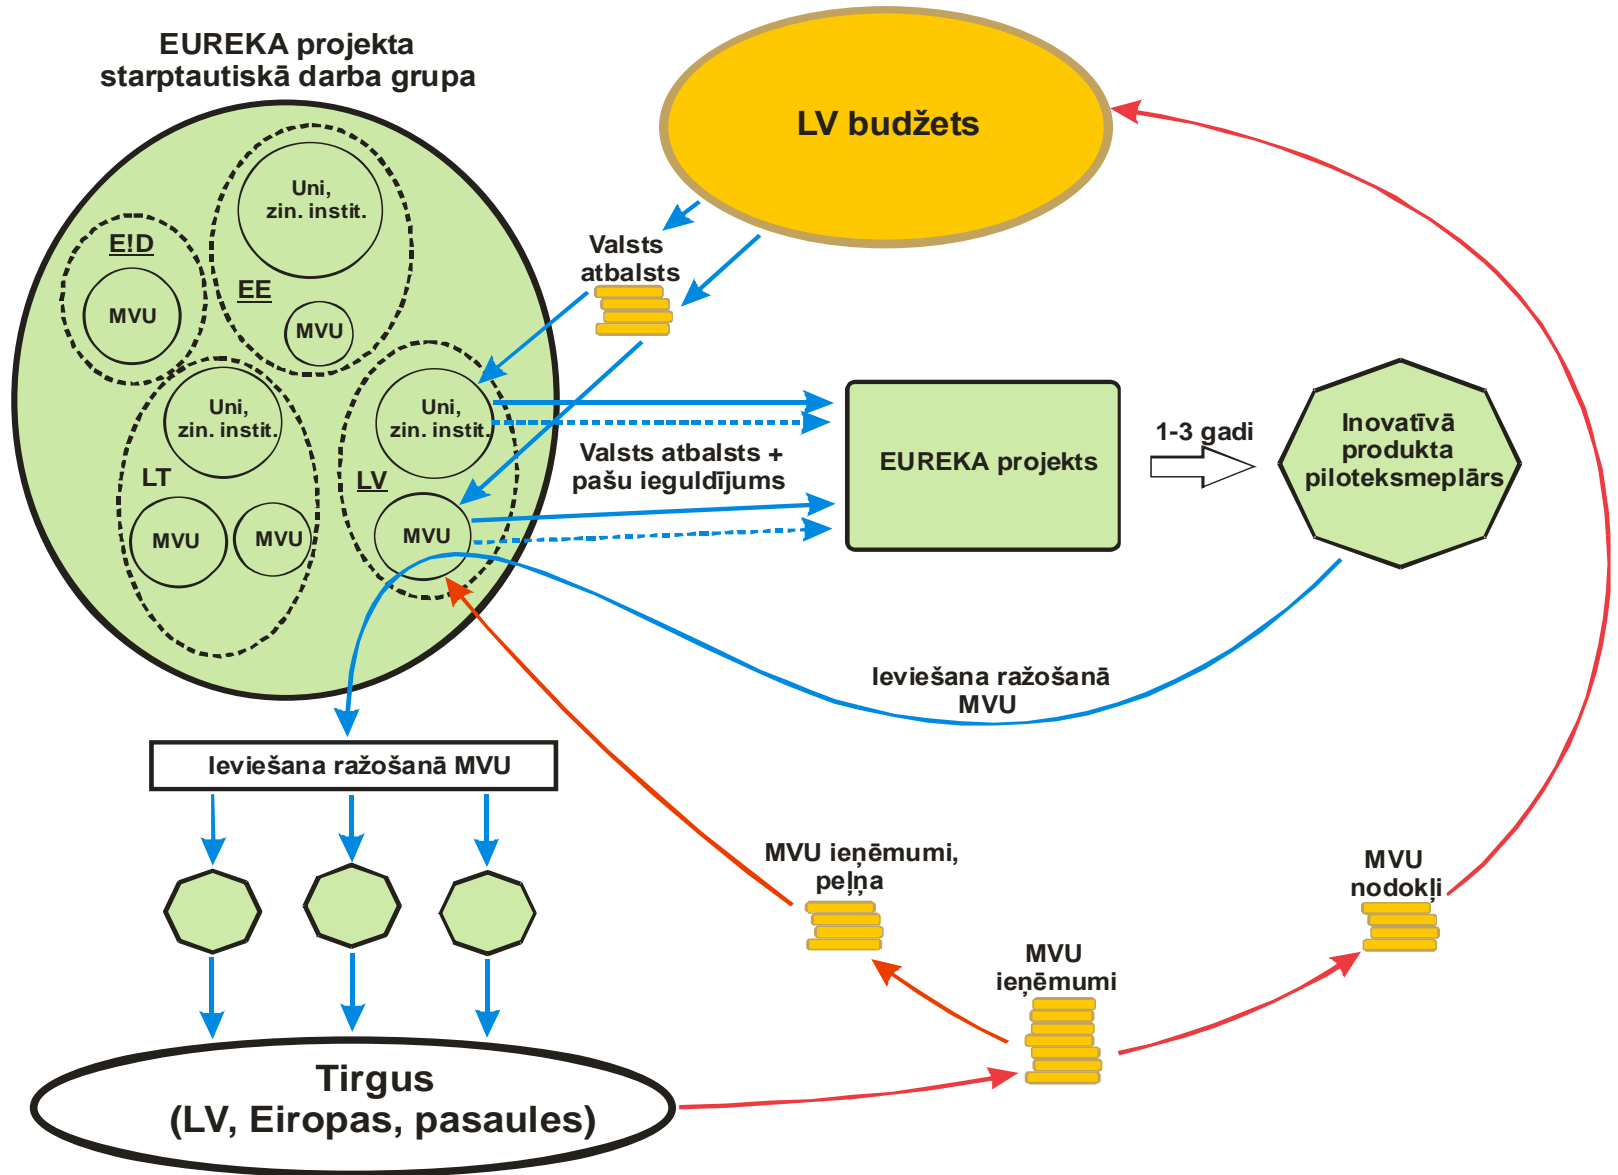 EUREKA projekta
starptautiskā darba grupa
LV budžets
Uni,
zin. instit.
E!D
MVU
EE
MVU
Valsts
atbalsts
Uni,
zin. instit.
LT
MVU
MVU
Uni,
zin. instit.
LV
MVU
Valsts atbalsts +
pašu ieguldījums
EUREKA projekts
1-3 gadi
Inovatīvā
produkta
piloteksmeplārs
Ieviešana ražošanā
MVU
Ieviešana ražošanā MVU
MVU ieņēmumi,
peļņa
MVU
nodokļi
MVU
ieņēmumi
Tirgus
(LV, Eiropas, pasaules)